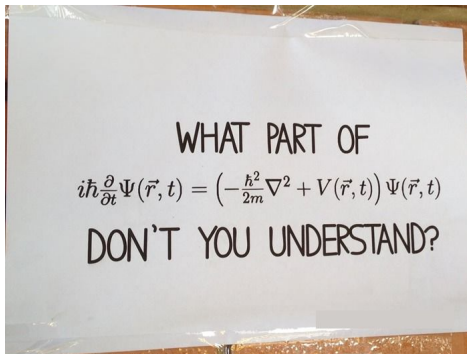 WHAT PART OF
iħ ∂/∂t Ψ(r⃗, t) = (−ħ²/2m ∇² + V(r⃗, t)) Ψ(r⃗, t)
DON'T YOU UNDERSTAND?